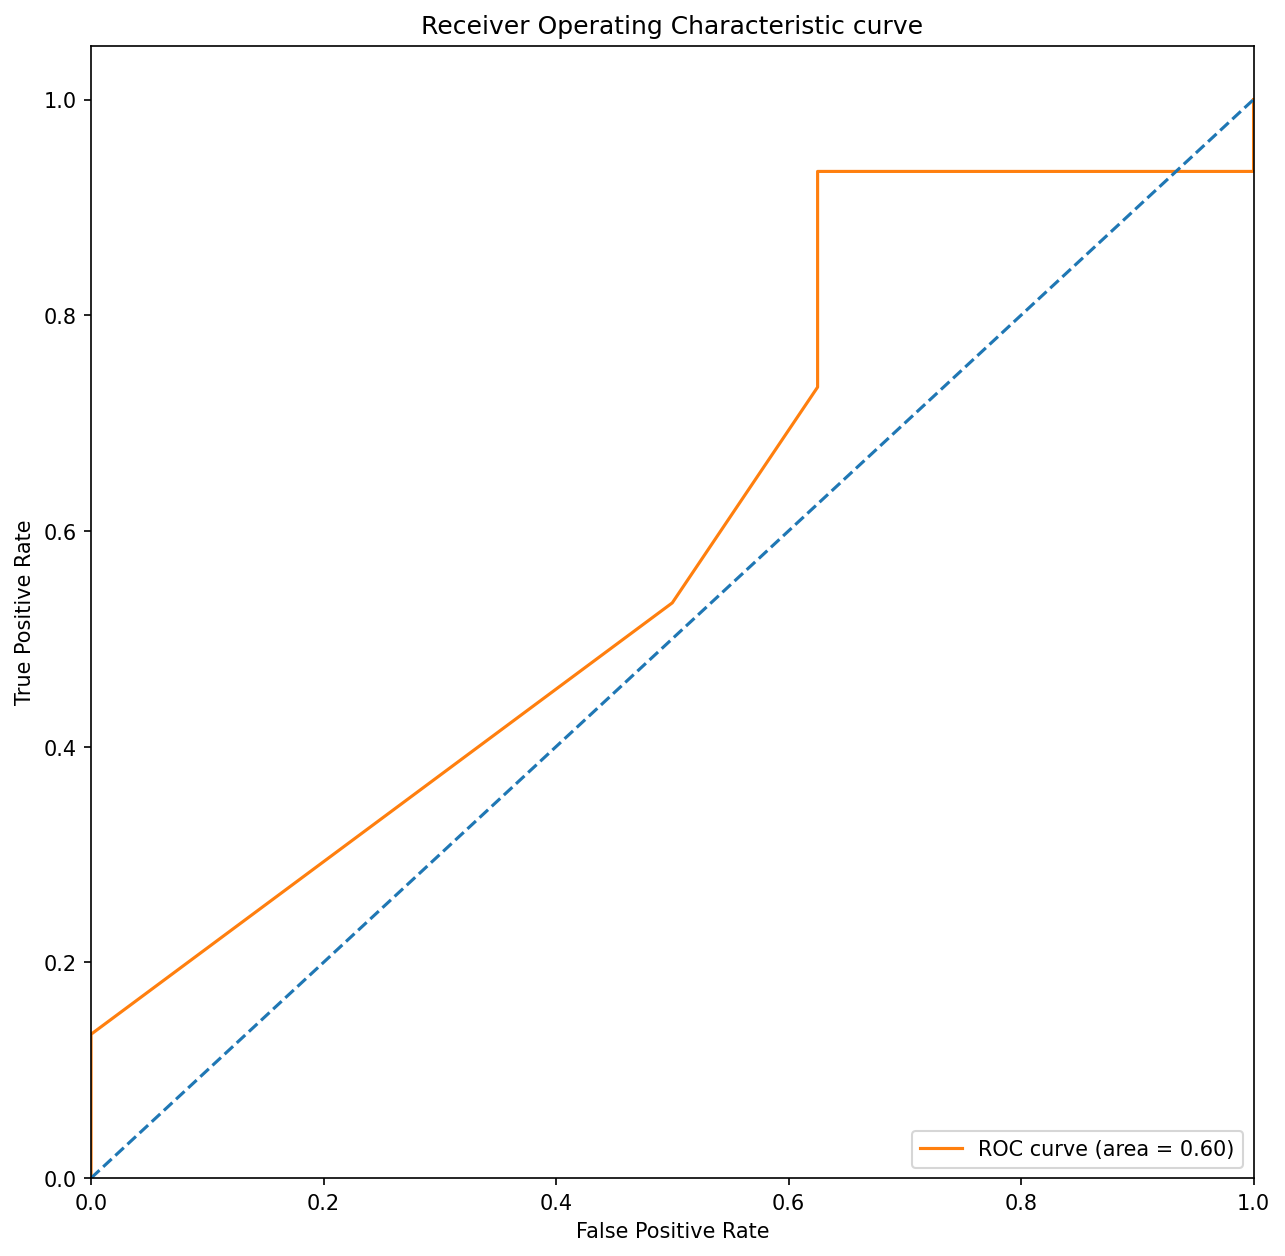 Receiver Operating Characteristic curve
1.0
0.8
0.6
0.4
0.2
0.0
True Positive Rate
ROC curve (area = 0.60)
0.0 0.2 0.4 0.6 0.8 1.0
False Positive Rate